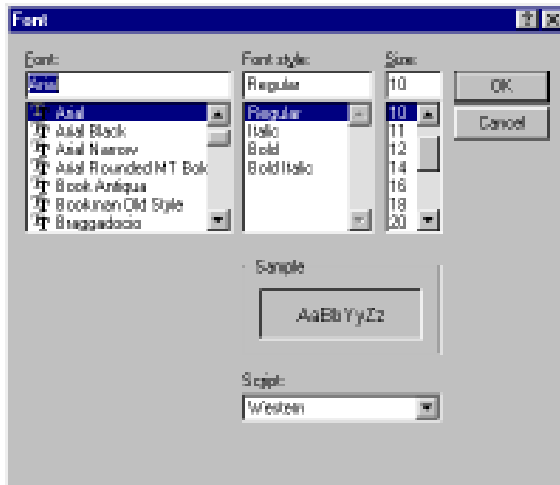 Font
Font:
Arial
Arial
Arial Black
Arial Narrow
Arial Rounded MT Bolc
Book Antiqua
Bookman Old Style
Braggadocio
Font style:
Regular
Regular
Italic
Bold
Bold Italic
Size:
10
10
11
12
14
16
18
20
OK
Cancel
Sample
AaBbYyZz
Script:
Western